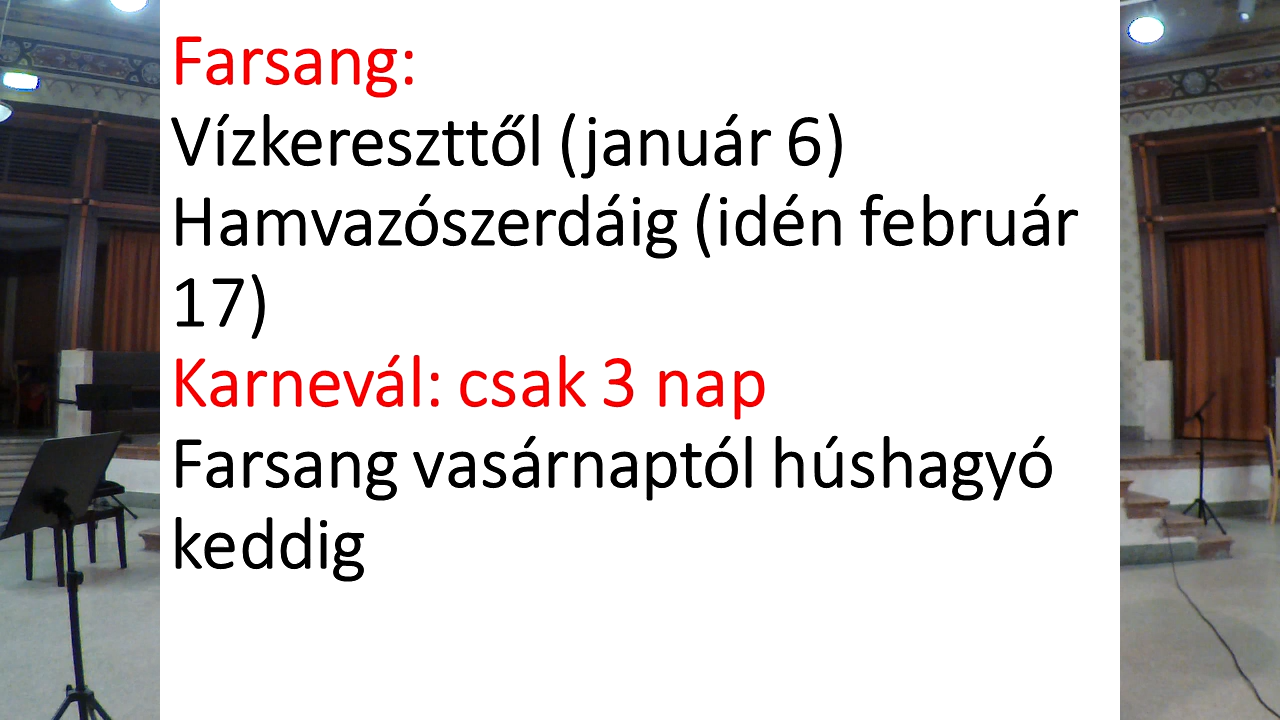 Farsang:
Vízkereszttől (január 6)
Hamvazószerdáig (idén február
17)
Karnevál: csak 3 nap
Farsang vasárnaptól húshagyó
keddig